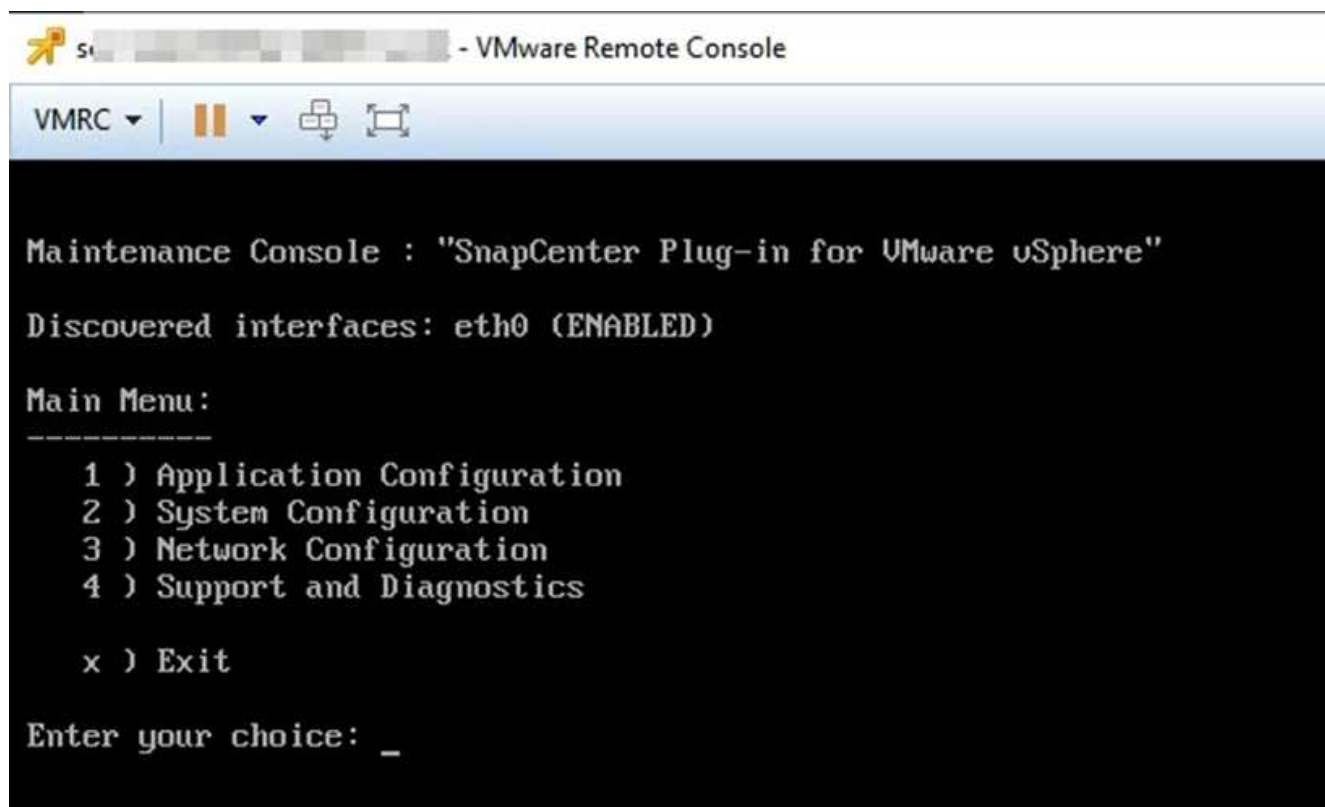 - VMware Remote Console
VMRC
Maintenance Console : "SnapCenter Plug-in for VMware vSphere"
Discovered interfaces: eth0 (ENABLED)
Main Menu:
----------
1 ) Application Configuration
2 ) System Configuration
3 ) Network Configuration
4 ) Support and Diagnostics
x ) Exit
Enter your choice: _